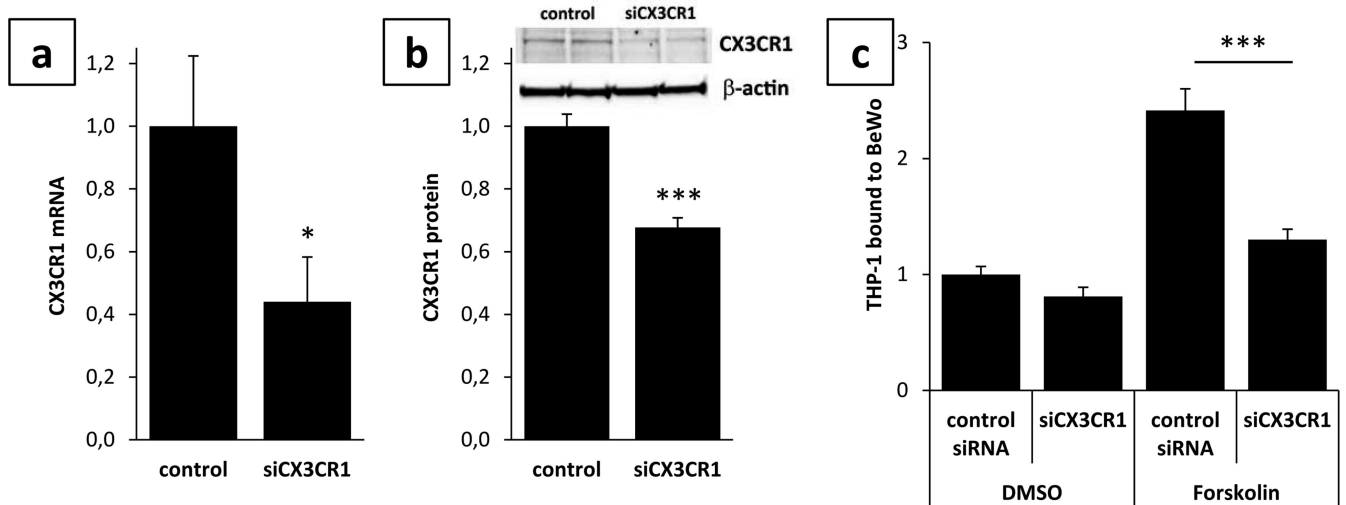 a
1,2
1,0
0,8
0,6
0,4
0,2
0,0
CX3CR1 mRNA
*
control siCX3CR1
b
control siCX3CR1
CX3CR1
β-actin
1,2
1,0
0,8
0,6
0,4
0,2
0,0
CX3CR1 protein
***
control siCX3CR1
c
3
2
1
0
THP-1 bound to BeWo
***
control siCX3CR1 control siCX3CR1
siRNA siRNA
DMSO Forskolin